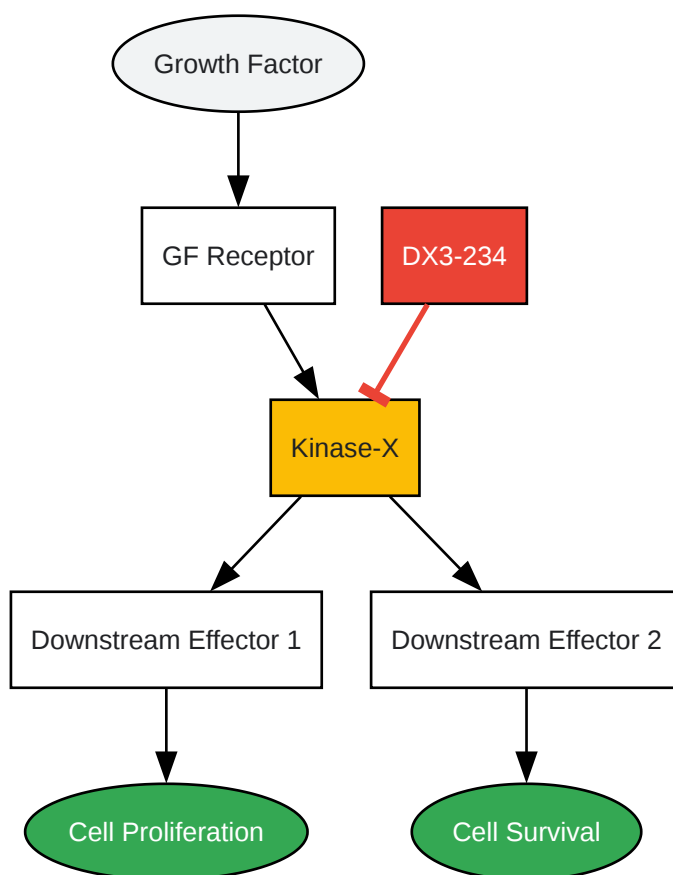 Growth Factor
GF Receptor
DX3-234
Kinase-X
Downstream Effector 1
Downstream Effector 2
Cell Proliferation
Cell Survival